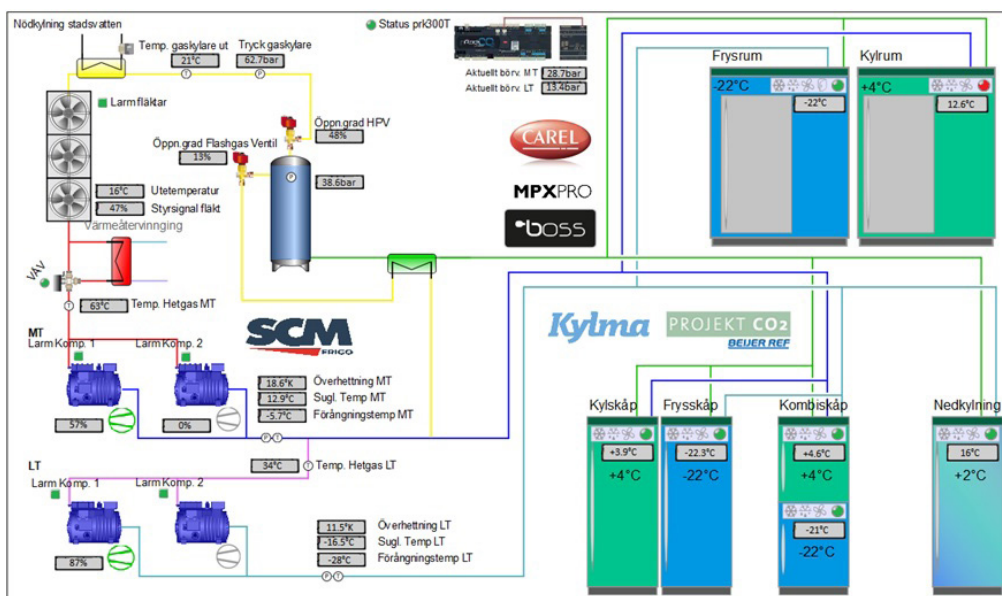 Nödkylning stadsvatten
Temp. gaskylare ut
21°C
Tryck gaskylare
62.7bar
Status prk300T
Aktuellt börv. MT
28.7bar
Aktuellt börv. LT
13.4bar
Frysrum
-22°C
-22°C
Kylrum
+4°C
12.6°C
Larm fläktar
Öppn.grad HPV
48%
Öppn.grad Flashgas Ventil
13%
P
38.6bar
CAREL
MPXPRO
boss
16°C
Utetemperatur
47%
Styrsignal fläkt
Värmeåtervinnging
VÄV
T
63°C
Temp. Hetgas MT
SCM
FRIGO
Kylma
PROJEKT CO2
BEIJER REF
MT
Larm Komp. 1
Larm Komp. 2
57%
0%
18.6°K
Överhettning MT
12.9°C
Sugl. Temp MT
-5.7°C
Förångningstemp MT
P T
34°C
T
Temp. Hetgas LT
LT
Larm Komp. 1
Larm Komp. 2
87%
11.5°K
Överhettning LT
-16.5°C
Sugl. Temp LT
-28°C
Förångningstemp LT
P T
Kylskåp
+3.9°C
+4°C
Frysskåp
-22.3°C
-22°C
Kombiskåp
+4.6°C
+4°C
-21°C
-22°C
Nedkylning
16°C
+2°C